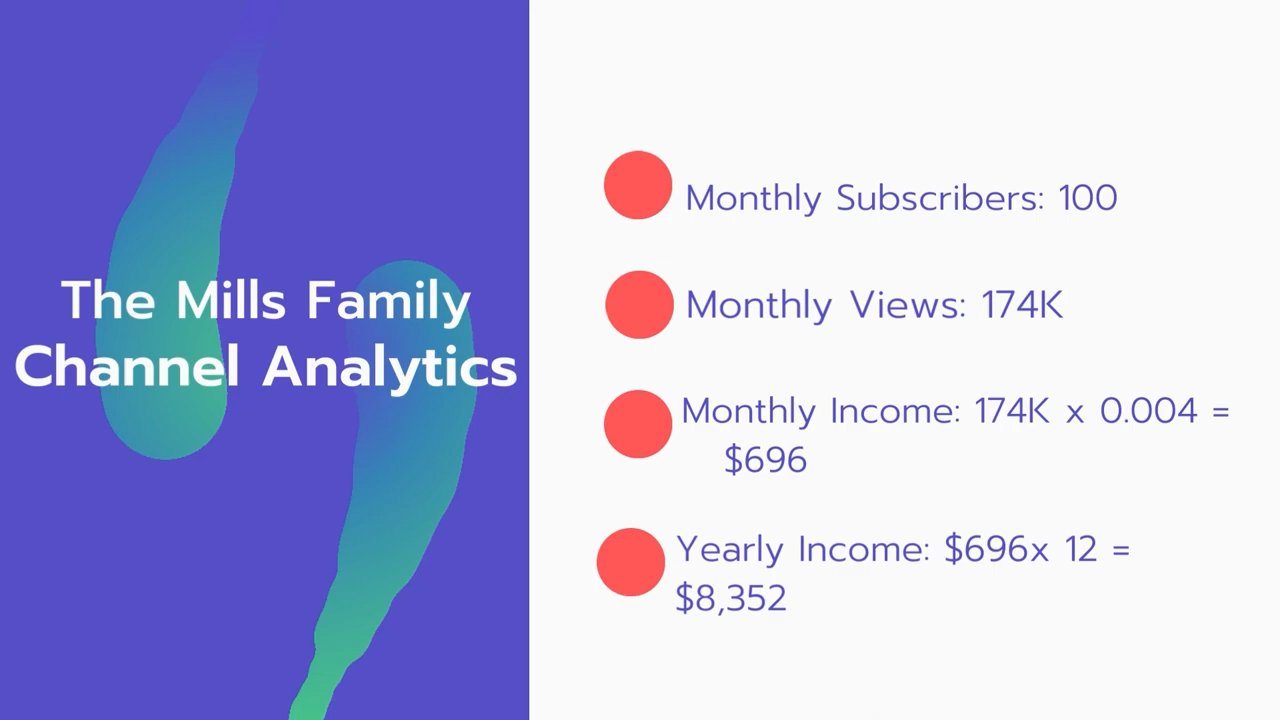 The Mills Family
Channel Analytics
Monthly Subscribers: 100
Monthly Views: 174K
Monthly Income: 174K x 0.004 =
$696
Yearly Income: $696x 12 =
$8,352